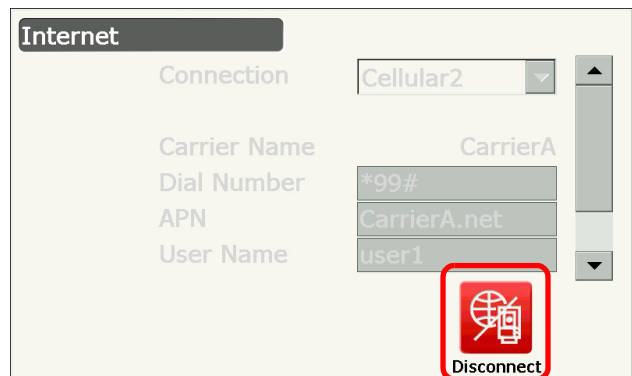 Internet
Connection Cellular2
Carrier Name CarrierA
Dial Number *99#
APN CarrierA.net
User Name user1
Disconnect